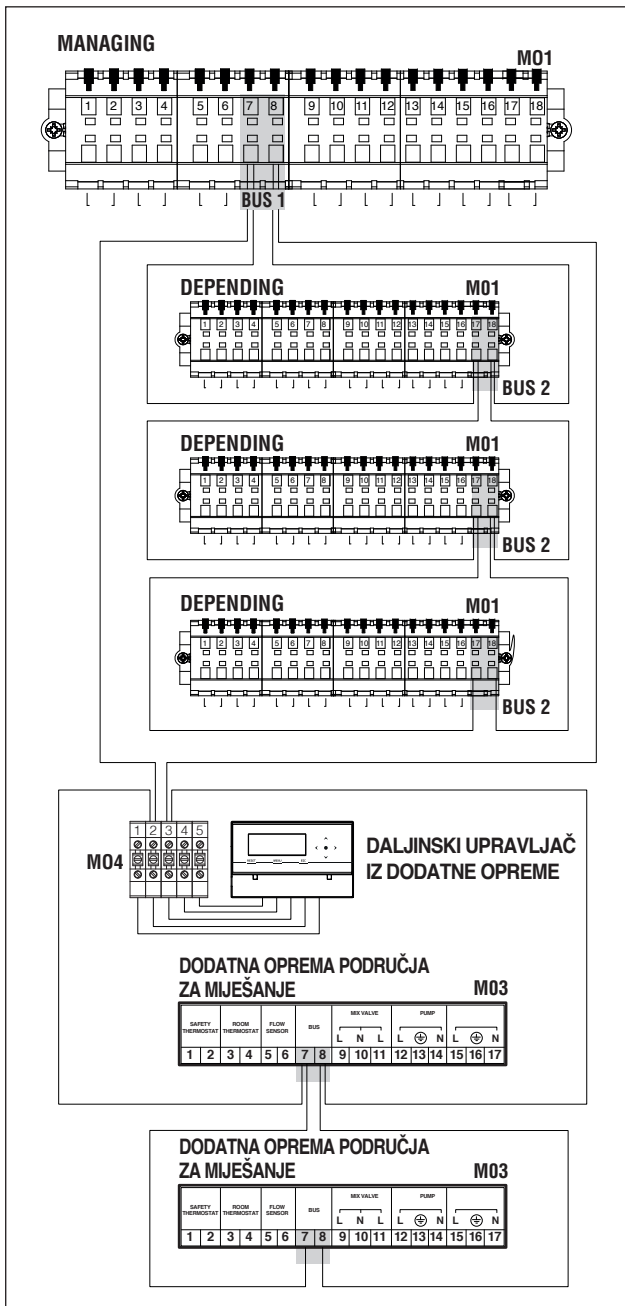 MANAGING
M01
1 2 3 4 5 6 7 8 9 10 11 12 13 14 15 16 17 18
BUS 1
DEPENDING M01
1 2 3 4 5 6 7 8 9 10 11 12 13 14 15 16 17 18
BUS 2
DEPENDING M01
1 2 3 4 5 6 7 8 9 10 11 12 13 14 15 16 17 18
BUS 2
DEPENDING M01
1 2 3 4 5 6 7 8 9 10 11 12 13 14 15 16 17 18
BUS 2
1 2 3 4 5
M04
DALJINSKI UPRAVLJAČ
IZ DODATNE OPREME
DODATNA OPREMA PODRUČJA
ZA MIJEŠANJE M03
SAFETY THERMOSTAT ROOM THERMOSTAT FLOW SENSOR BUS MIX VALVE PUMP
L N L L N L N
1 2 3 4 5 6 7 8 9 10 11 12 13 14 15 16 17
DODATNA OPREMA PODRUČJA
ZA MIJEŠANJE M03
SAFETY THERMOSTAT ROOM THERMOSTAT FLOW SENSOR BUS MIX VALVE PUMP
L N L L N L N
1 2 3 4 5 6 7 8 9 10 11 12 13 14 15 16 17